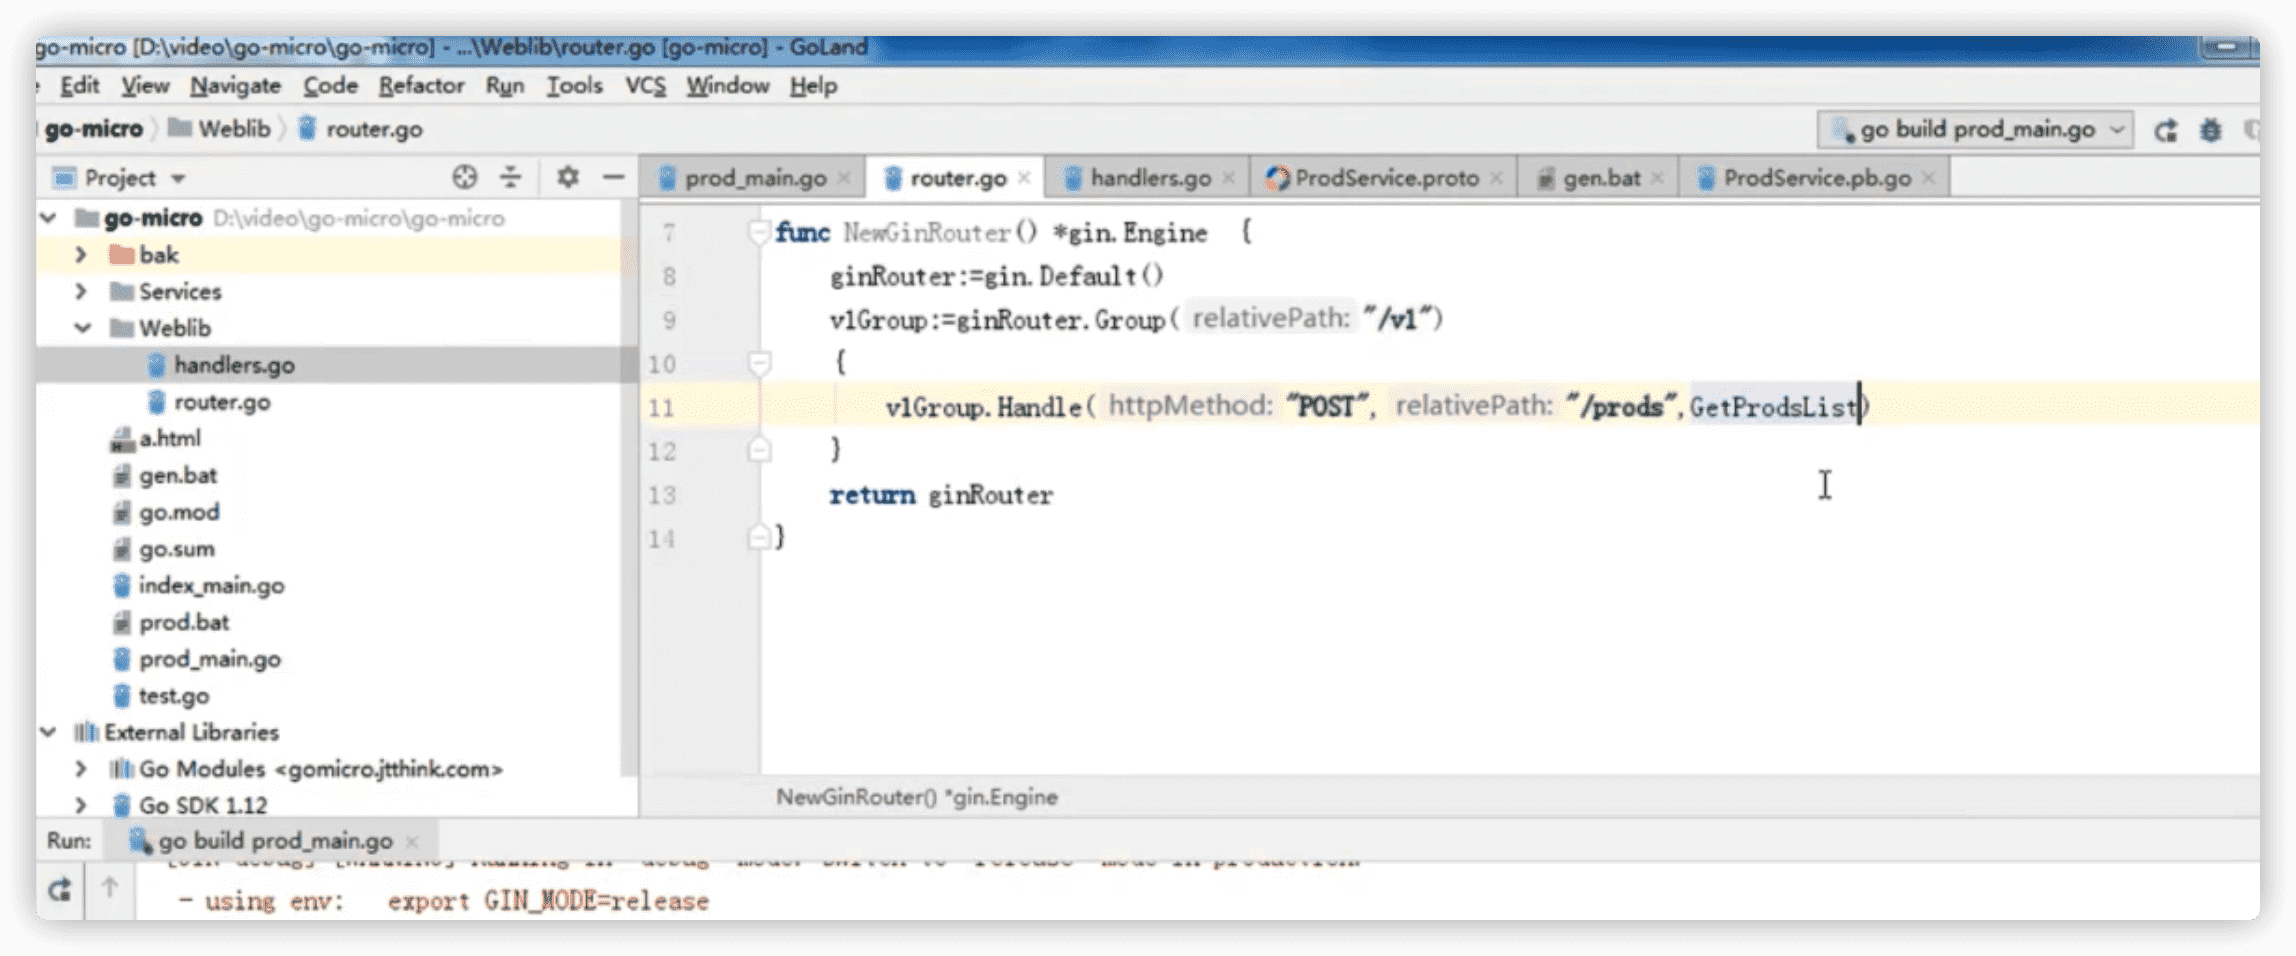 go-micro [D:\video\go-micro\go-micro] - ...\Weblib\router.go [go-micro] - GoLand
Edit View Navigate Code Refactor Run Tools VCS Window Help
go-micro Weblib router.go go build prod_main.go
Project prod_main.go router.go handlers.go ProdService.proto gen.bat ProdService.pb.go
go-micro D:\video\go-micro\go-micro
bak
Services
Weblib
handlers.go
router.go
a.html
gen.bat
go.mod
go.sum
index_main.go
prod.bat
prod_main.go
test.go
External Libraries
Go Modules <gomicro.jtthink.com>
Go SDK 1.12
7 func NewGinRouter() *gin.Engine {
8 ginRouter:=gin.Default()
9 v1Group:=ginRouter.Group( relativePath: "/v1")
10 {
11 v1Group.Handle( httpMethod: "POST", relativePath: "/prods",GetProdsList)
12 }
13 return ginRouter
14 }
NewGinRouter() *gin.Engine
Run: go build prod_main.go
- using env: export GIN_MODE=release